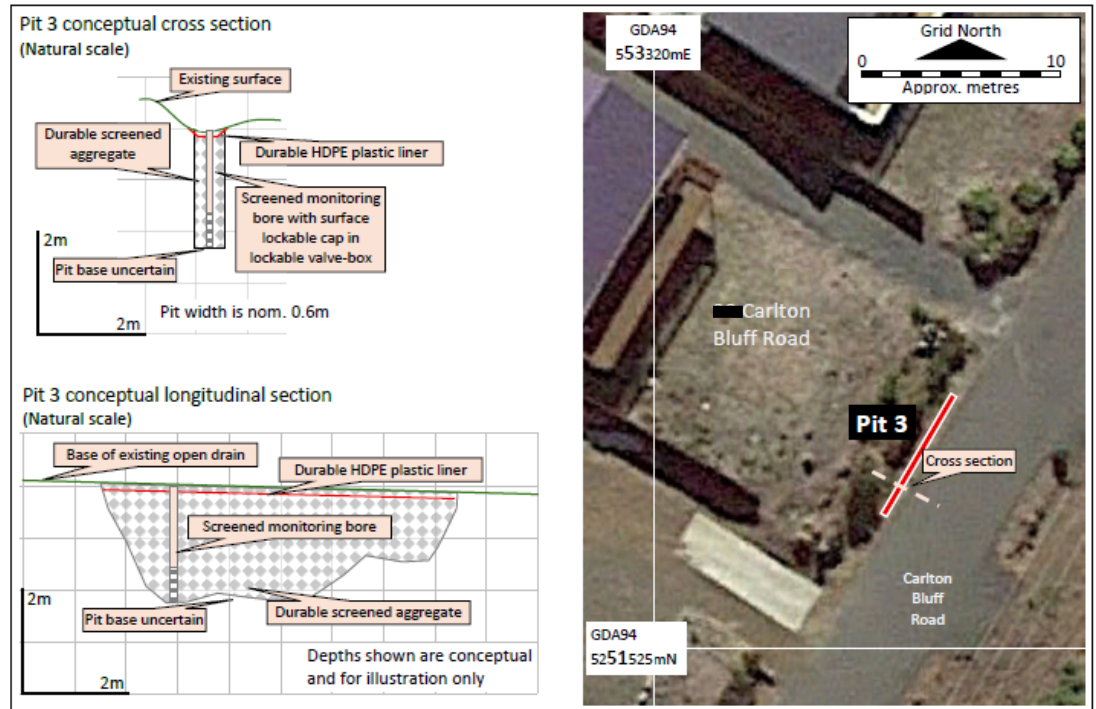 Pit 3 conceptual cross section
(Natural scale)
Existing surface
Durable screened
aggregate
Durable HDPE plastic liner
Screened monitoring
bore with surface
lockable cap in
lockable valve-box
2m
Pit base uncertain
2m
Pit width is nom. 0.6m
Pit 3 conceptual longitudinal section
(Natural scale)
Base of existing open drain
Durable HDPE plastic liner
Screened monitoring bore
2m
Pit base uncertain
Durable screened aggregate
2m
Depths shown are conceptual
and for illustration only
GDA94
553320mE
Grid North
0 10
Approx. metres
Carlton
Bluff Road
Pit 3
Cross section
Carlton
Bluff
Road
GDA94
5251525mN